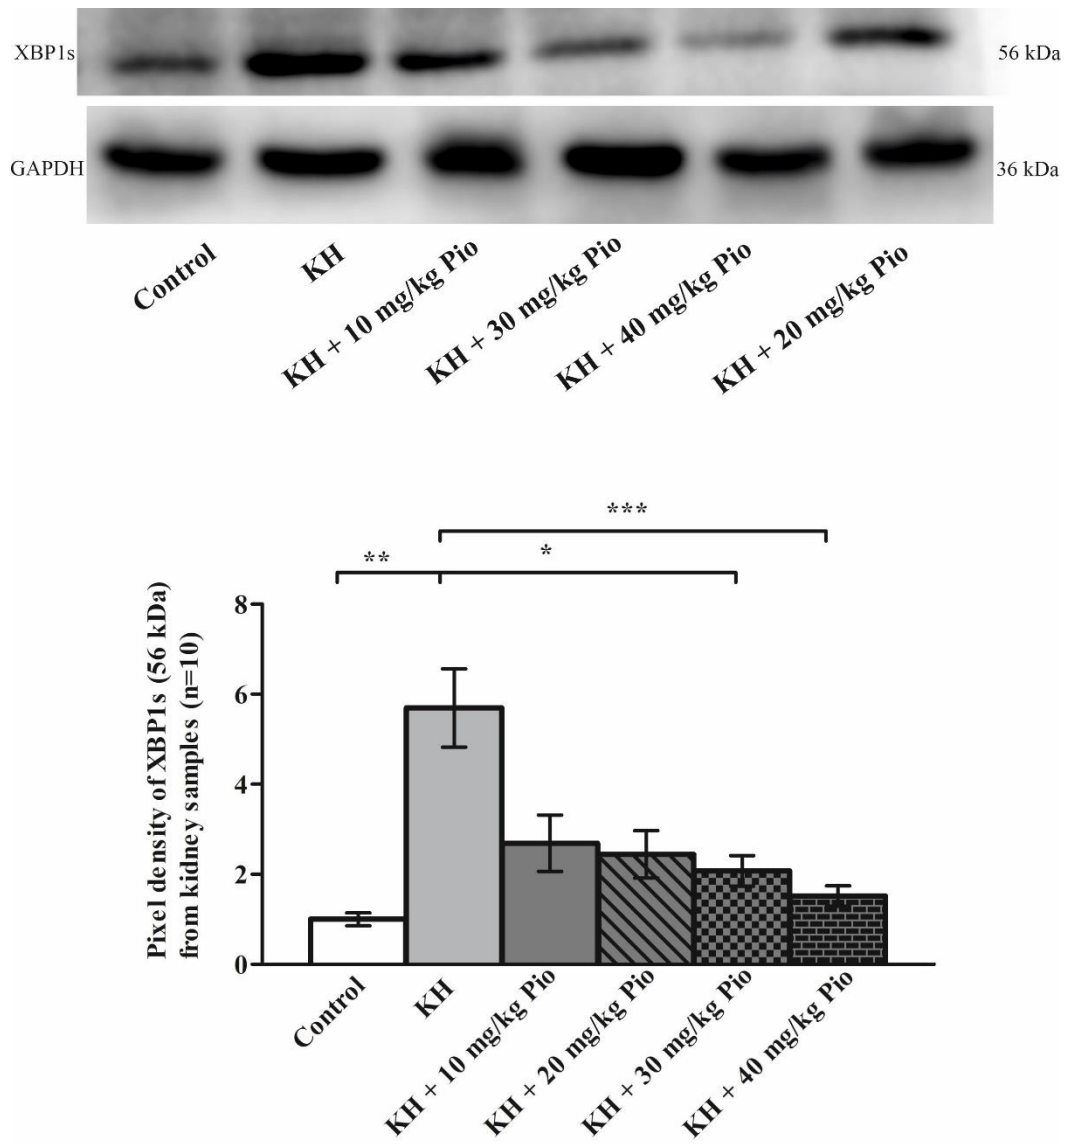 XBP1s
56 kDa
GAPDH
36 kDa
Control
KH
KH + 10 mg/kg Pio
KH + 30 mg/kg Pio
KH + 40 mg/kg Pio
KH + 20 mg/kg Pio
***
**
*
Pixel density of XBP1s (56 kDa)
from kidney samples (n=10)
8
6
4
2
0
Control
KH
KH + 10 mg/kg Pio
KH + 20 mg/kg Pio
KH + 30 mg/kg Pio
KH + 40 mg/kg Pio